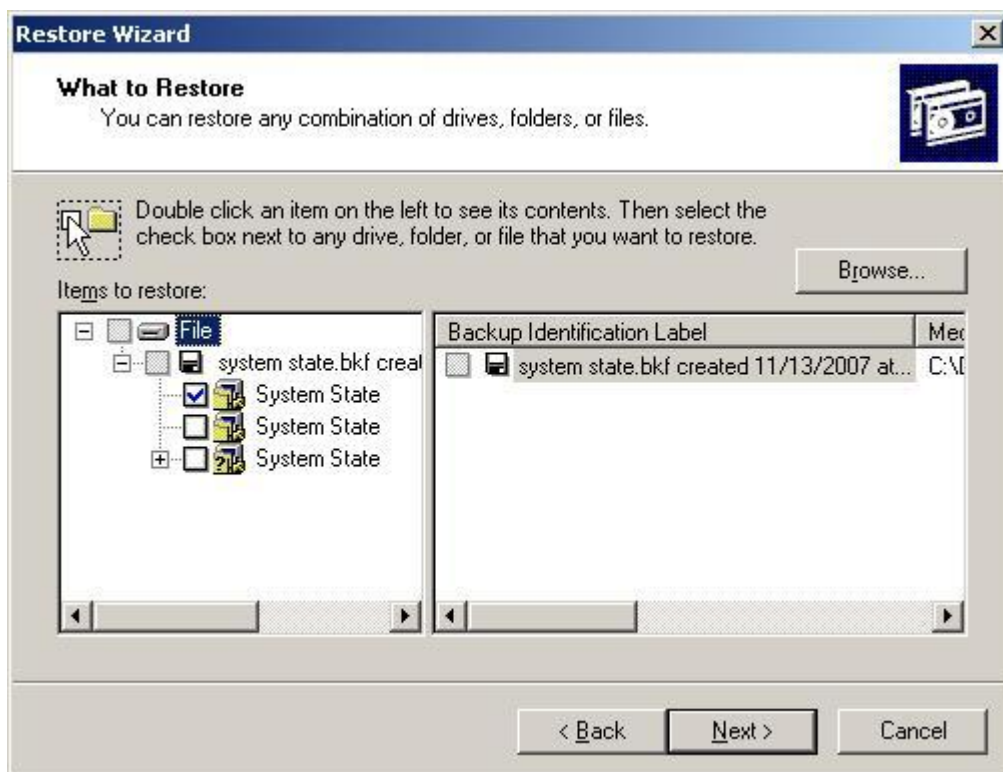 Restore Wizard
What to Restore
You can restore any combination of drives, folders, or files.
Double click an item on the left to see its contents. Then select the
check box next to any drive, folder, or file that you want to restore.
Browse...
Items to restore:
File
system state.bkf creat
System State
System State
System State
Backup Identification Label
system state.bkf created 11/13/2007 at...
C:\
< Back
Next >
Cancel